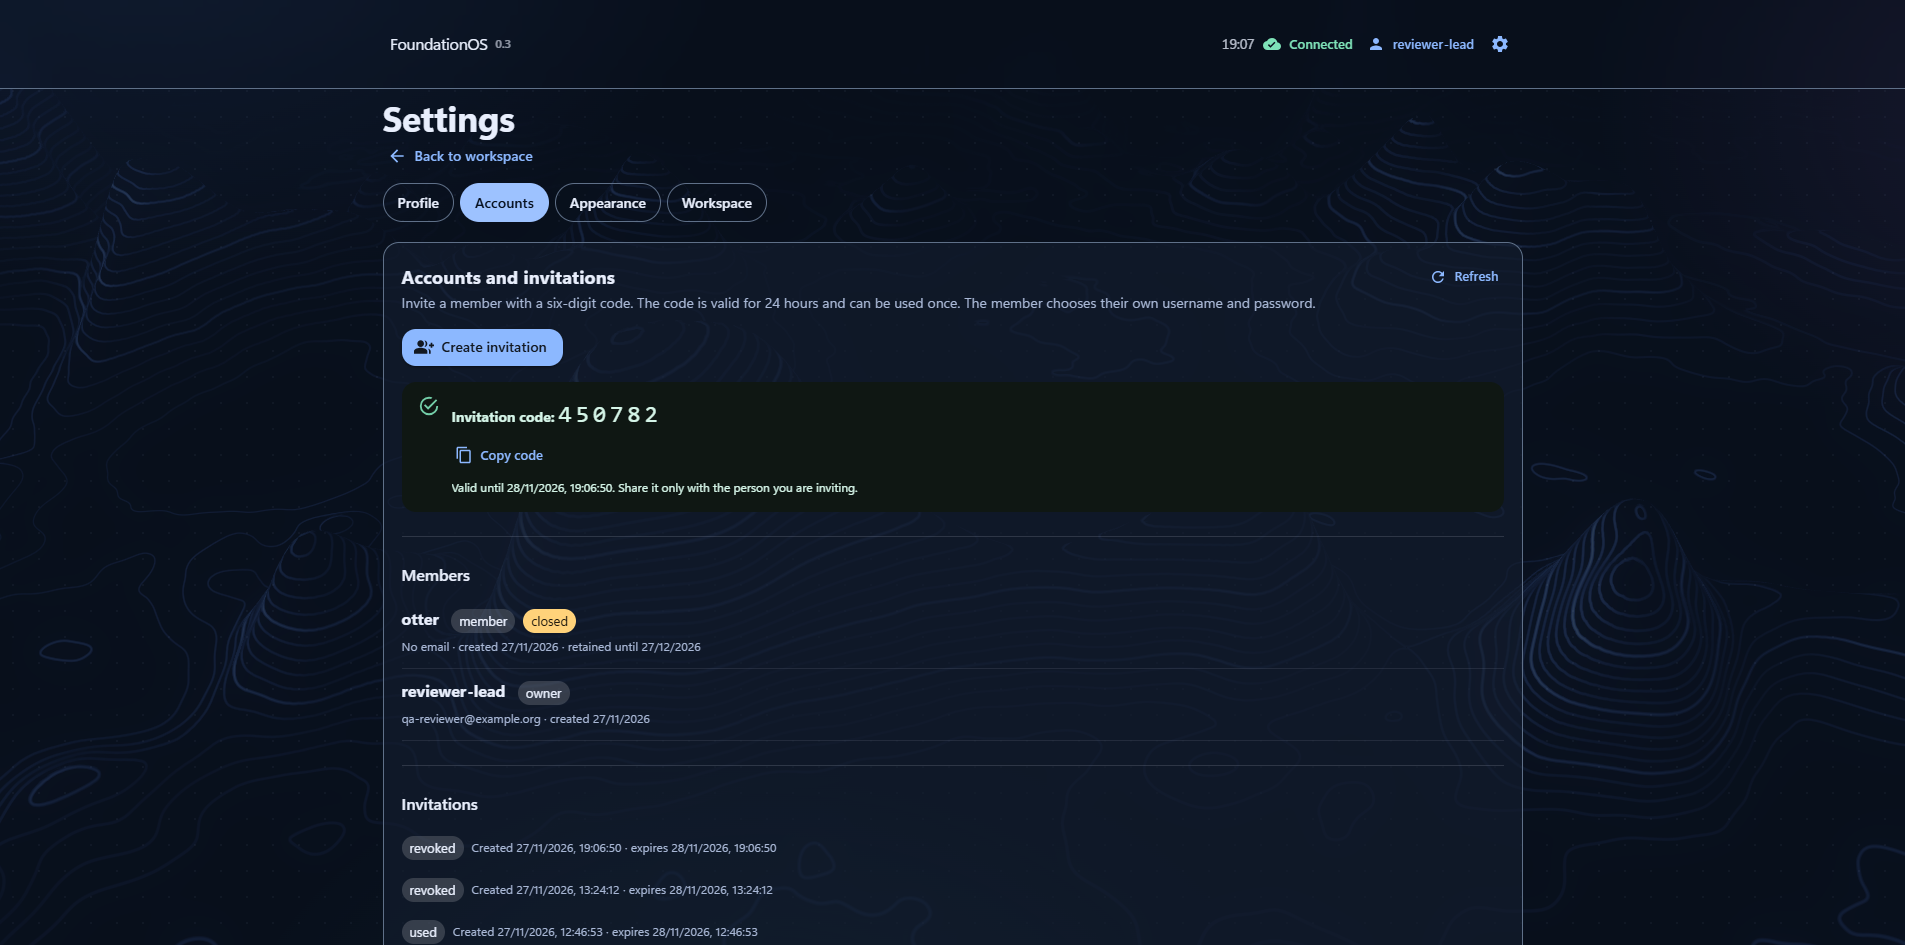 FoundationOS 0.3
19:07 Connected reviewer-lead
Settings
Back to workspace
Profile Accounts Appearance Workspace
Accounts and invitations
Refresh
Invite a member with a six-digit code. The code is valid for 24 hours and can be used once. The member chooses their own username and password.
Create invitation
Invitation code: 450782
Copy code
Valid until 28/11/2026, 19:06:50. Share it only with the person you are inviting.
Members
otter member closed
No email · created 27/11/2026 · retained until 27/12/2026
reviewer-lead owner
qa-reviewer@example.org · created 27/11/2026
Invitations
revoked Created 27/11/2026, 19:06:50 · expires 28/11/2026, 19:06:50
revoked Created 27/11/2026, 13:24:12 · expires 28/11/2026, 13:24:12
used Created 27/11/2026, 12:46:53 · expires 28/11/2026, 12:46:53